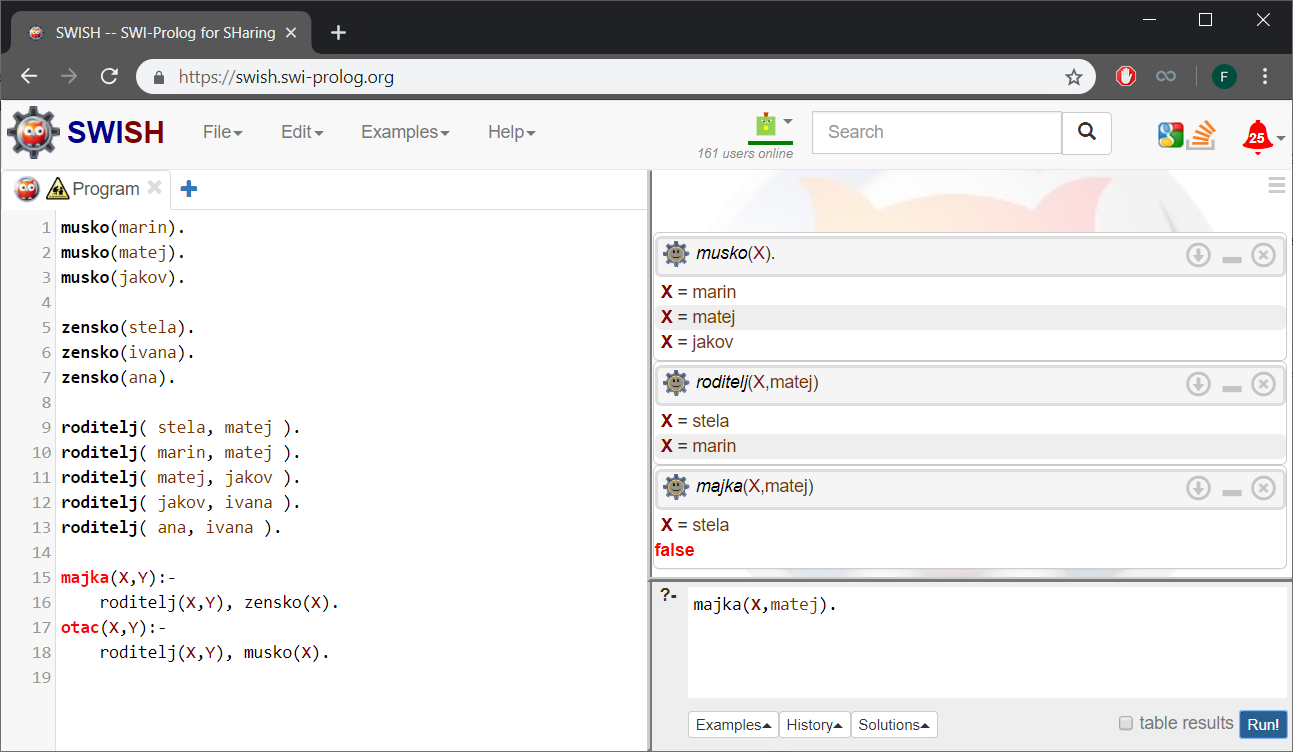 SWISH -- SWI-Prolog for SHaring
https://swish.swi-prolog.org
F
SWISH File Edit Examples Help
161 users online
Search
25
Program
1 musko(marin).
2 musko(matej).
3 musko(jakov).
4
5 zensko(stela).
6 zensko(ivana).
7 zensko(ana).
8
9 roditelj( stela, matej ).
10 roditelj( marin, matej ).
11 roditelj( matej, jakov ).
12 roditelj( jakov, ivana ).
13 roditelj( ana, ivana ).
14
15 majka(X,Y):-
16 roditelj(X,Y), zensko(X).
17 otac(X,Y):-
18 roditelj(X,Y), musko(X).
19
musko(X).
X = marin
X = matej
X = jakov
roditelj(X,matej)
X = stela
X = marin
majka(X,matej)
X = stela
false
?- majka(X,matej).
Examples History Solutions table results Run!